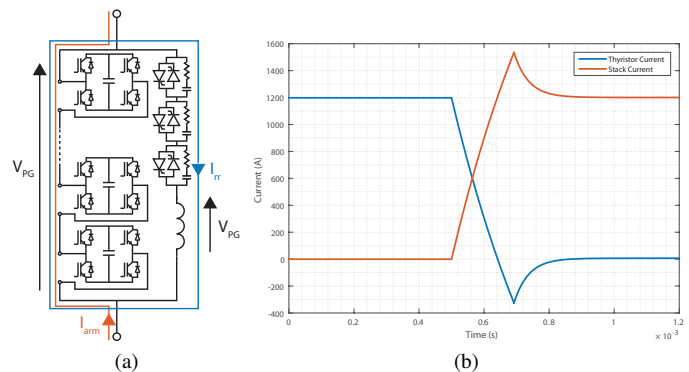 V_PG
I_rr
V_PG
I_arm
(a)
1600
1400
1200
1000
800
600
400
200
0
-200
-400
Current (A)
Thyristor Current
Stack Current
0
0.2
0.4
0.6
0.8
1
1.2
Time (s)
× 10⁻³
(b)